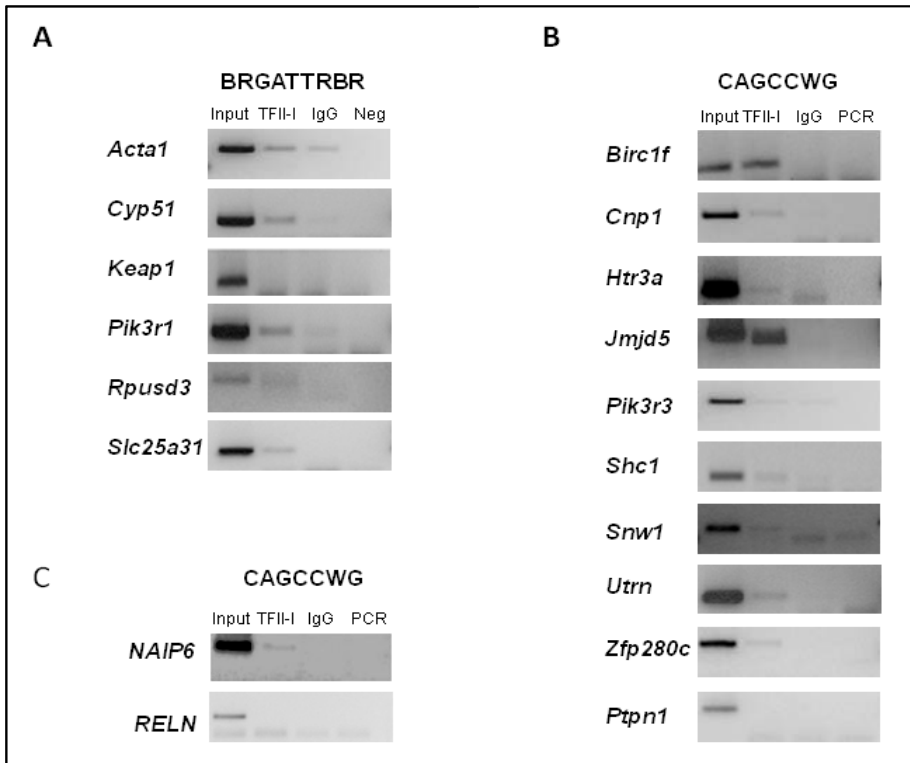 A
BRGATTRBR
Input TFII-I IgG Neg
Acta1
Cyp51
Keap1
Pik3r1
Rpusd3
Slc25a31
B
CAGCCWG
Input TFII-I IgG PCR
Birc1f
Cnp1
Htr3a
Jmjd5
Pik3r3
Shc1
Snw1
Utrn
Zfp280c
Ptpn1
C
CAGCCWG
Input TFII-I IgG PCR
NAIP6
RELN